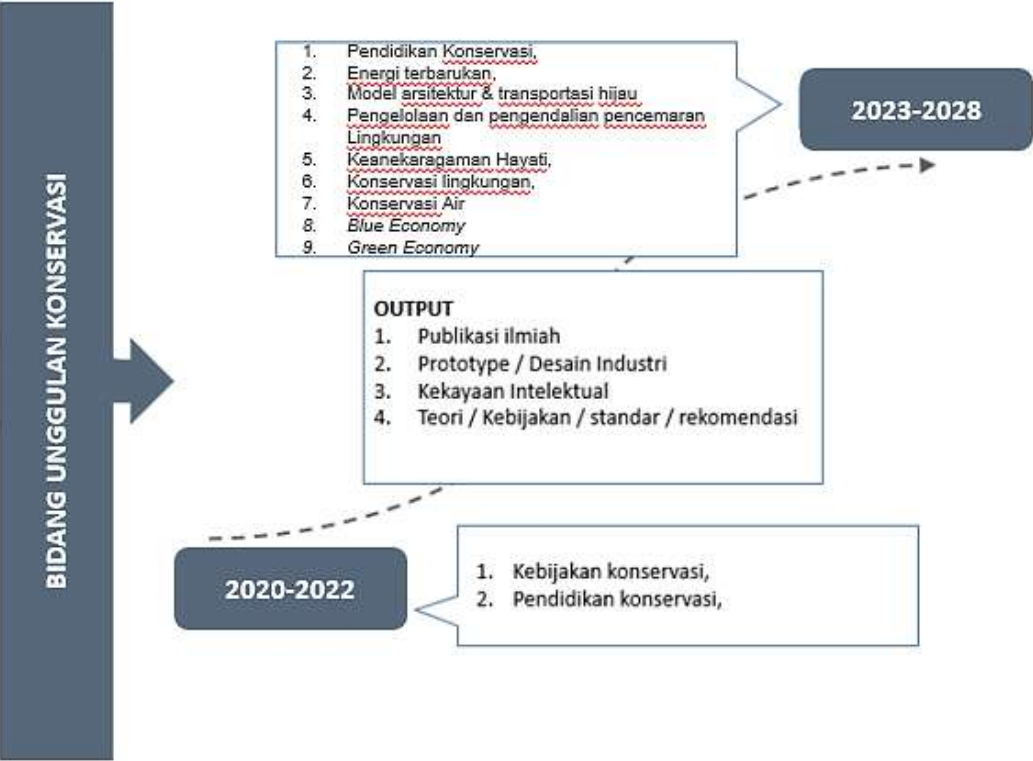 BIDANG UNGGULAN KONSERVASI
1. Pendidikan Konservasi,
2. Energi terbarukan,
3. Model arsitektur & transportasi hijau
4. Pengelolaan dan pengendalian pencemaran
Lingkungan
5. Keanekaragaman Hayati,
6. Konservasi lingkungan,
7. Konservasi Air
8. Blue Economy
9. Green Economy
2023-2028
OUTPUT
1. Publikasi ilmiah
2. Prototype / Desain Industri
3. Kekayaan Intelektual
4. Teori / Kebijakan / standar / rekomendasi
2020-2022
1. Kebijakan konservasi,
2. Pendidikan konservasi,